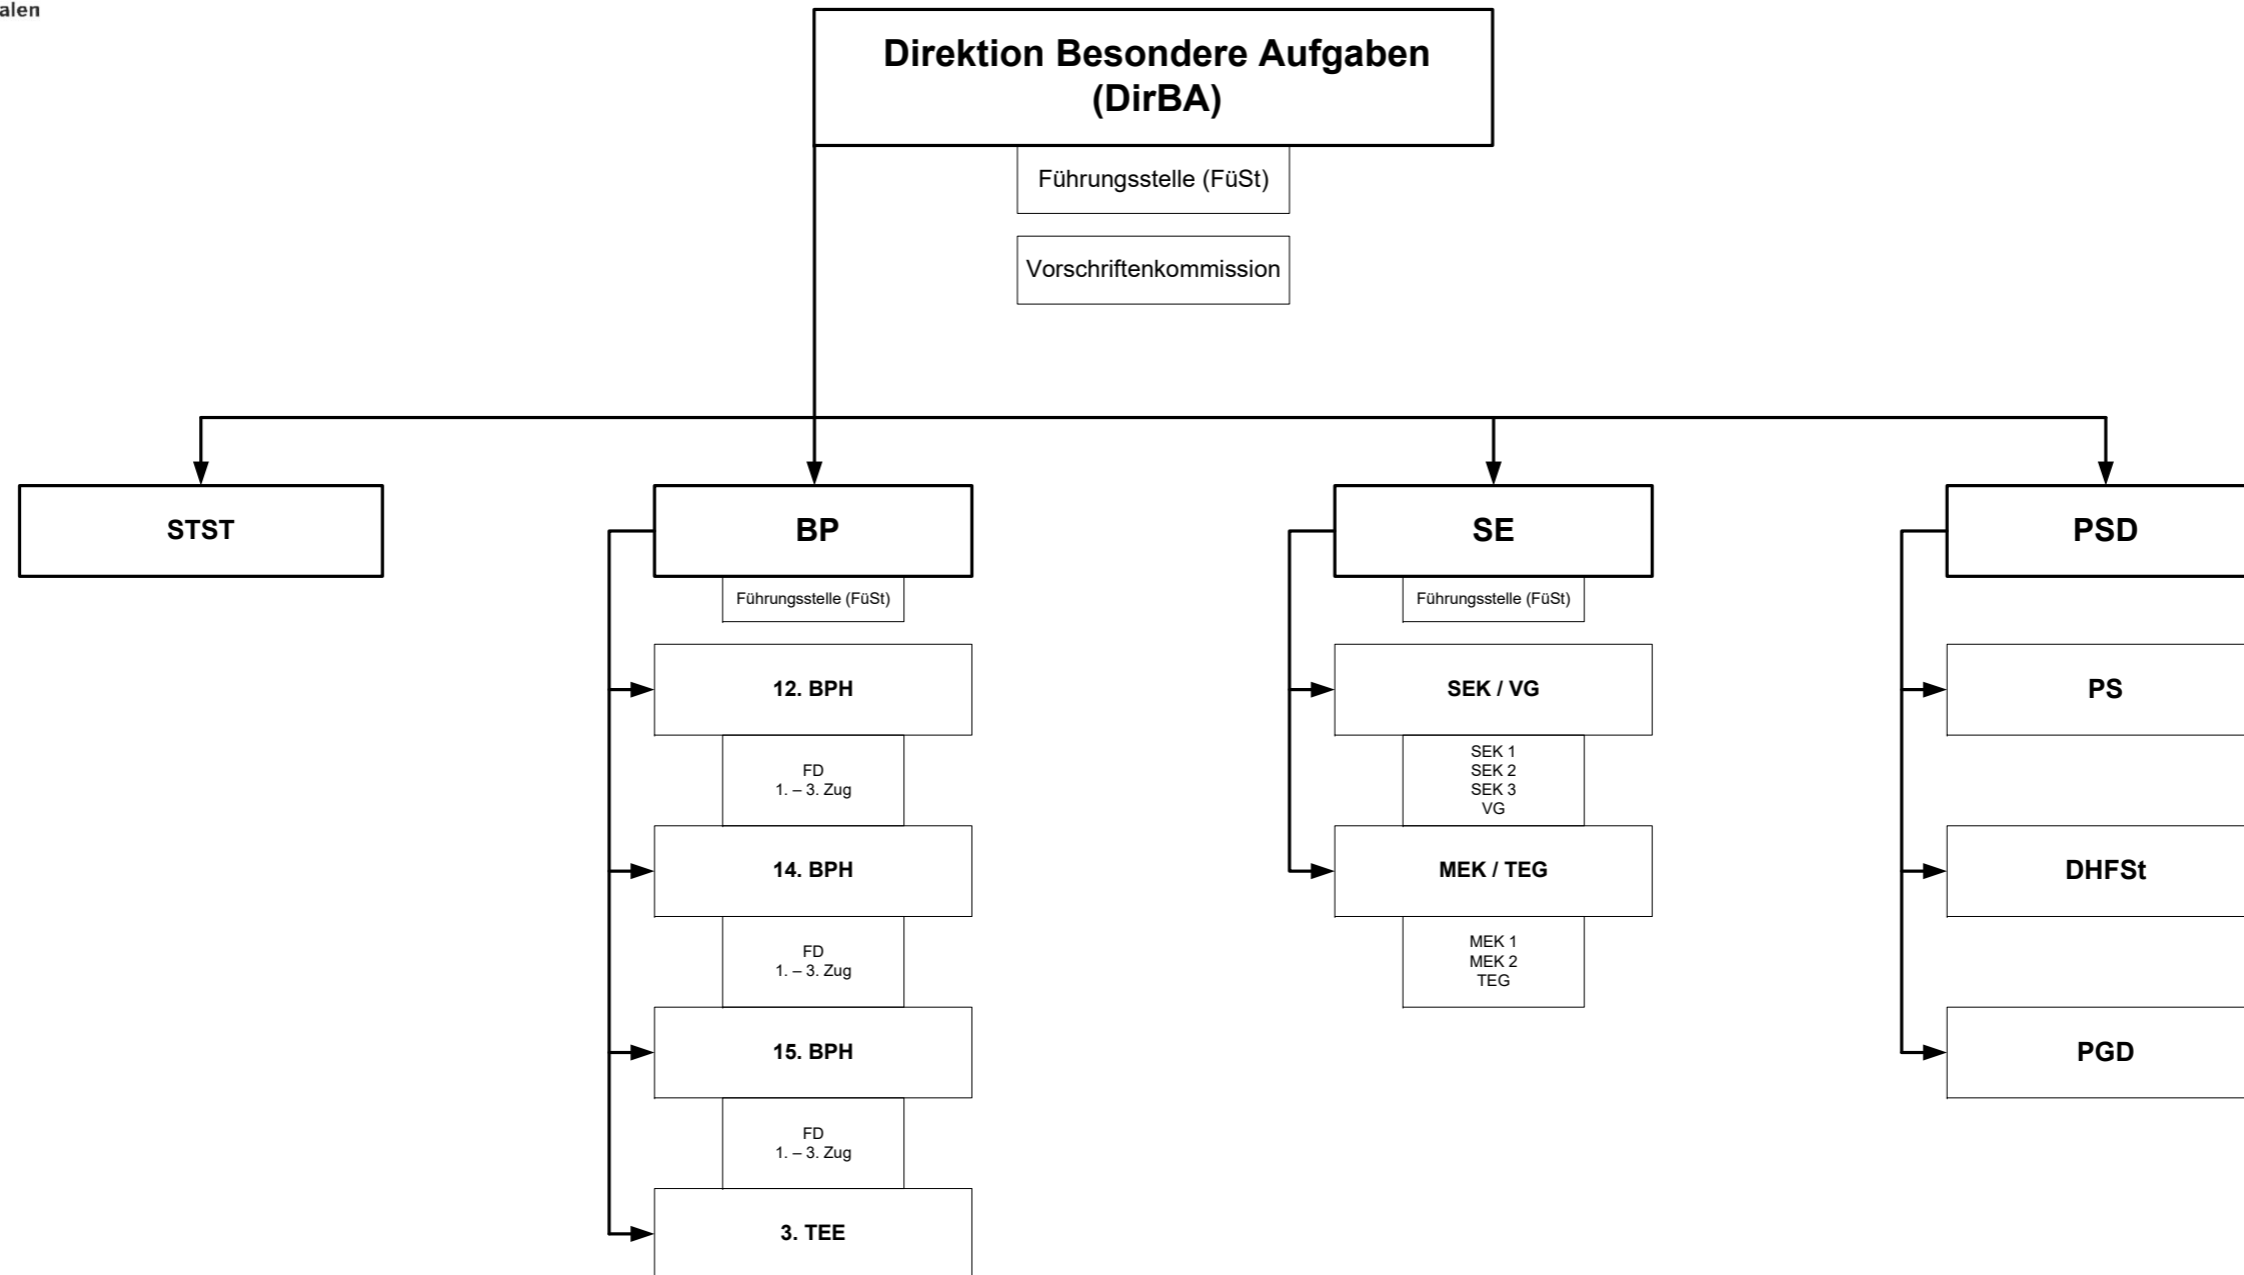 alen
Direktion Besondere Aufgaben
(DirBA)
Führungsstelle (FüSt)
Vorschriftenkommission
STST
BP
Führungsstelle (FüSt)
12. BPH
FD
1. – 3. Zug
14. BPH
FD
1. – 3. Zug
15. BPH
FD
1. – 3. Zug
3. TEE
SE
Führungsstelle (FüSt)
SEK / VG
SEK 1
SEK 2
SEK 3
VG
MEK / TEG
MEK 1
MEK 2
TEG
PSD
PS
DHFSt
PGD